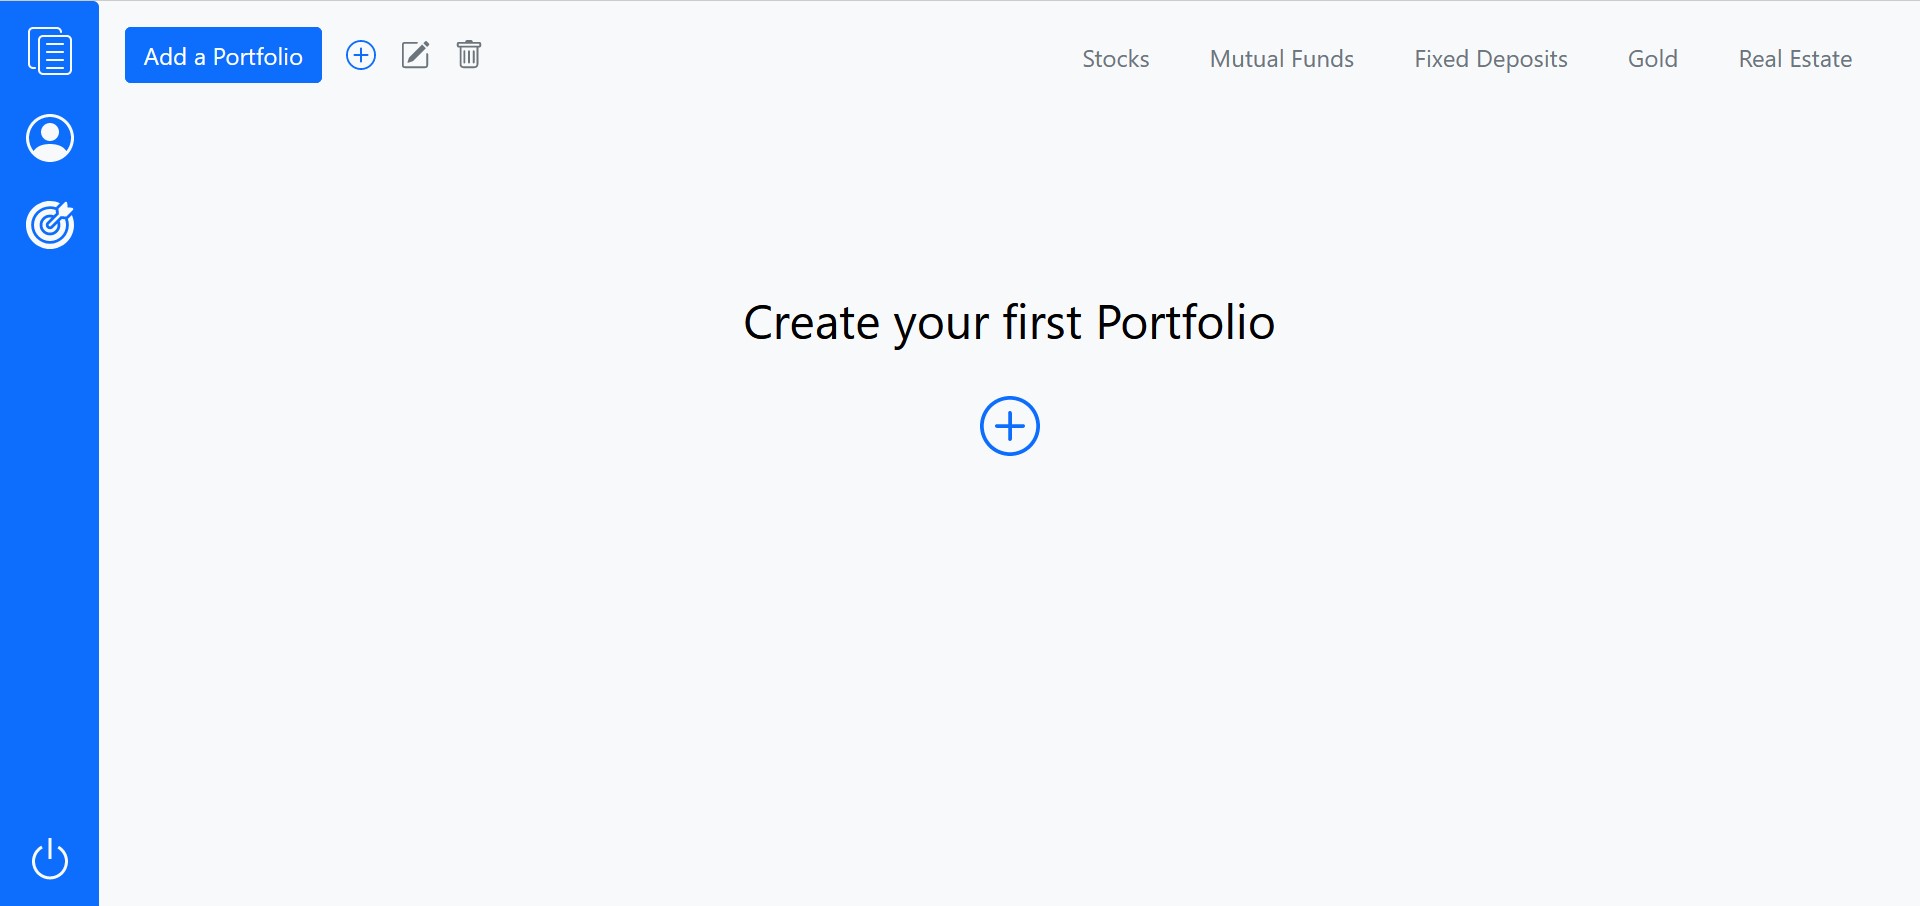 Add a Portfolio
Stocks Mutual Funds Fixed Deposits Gold Real Estate
Create your first Portfolio